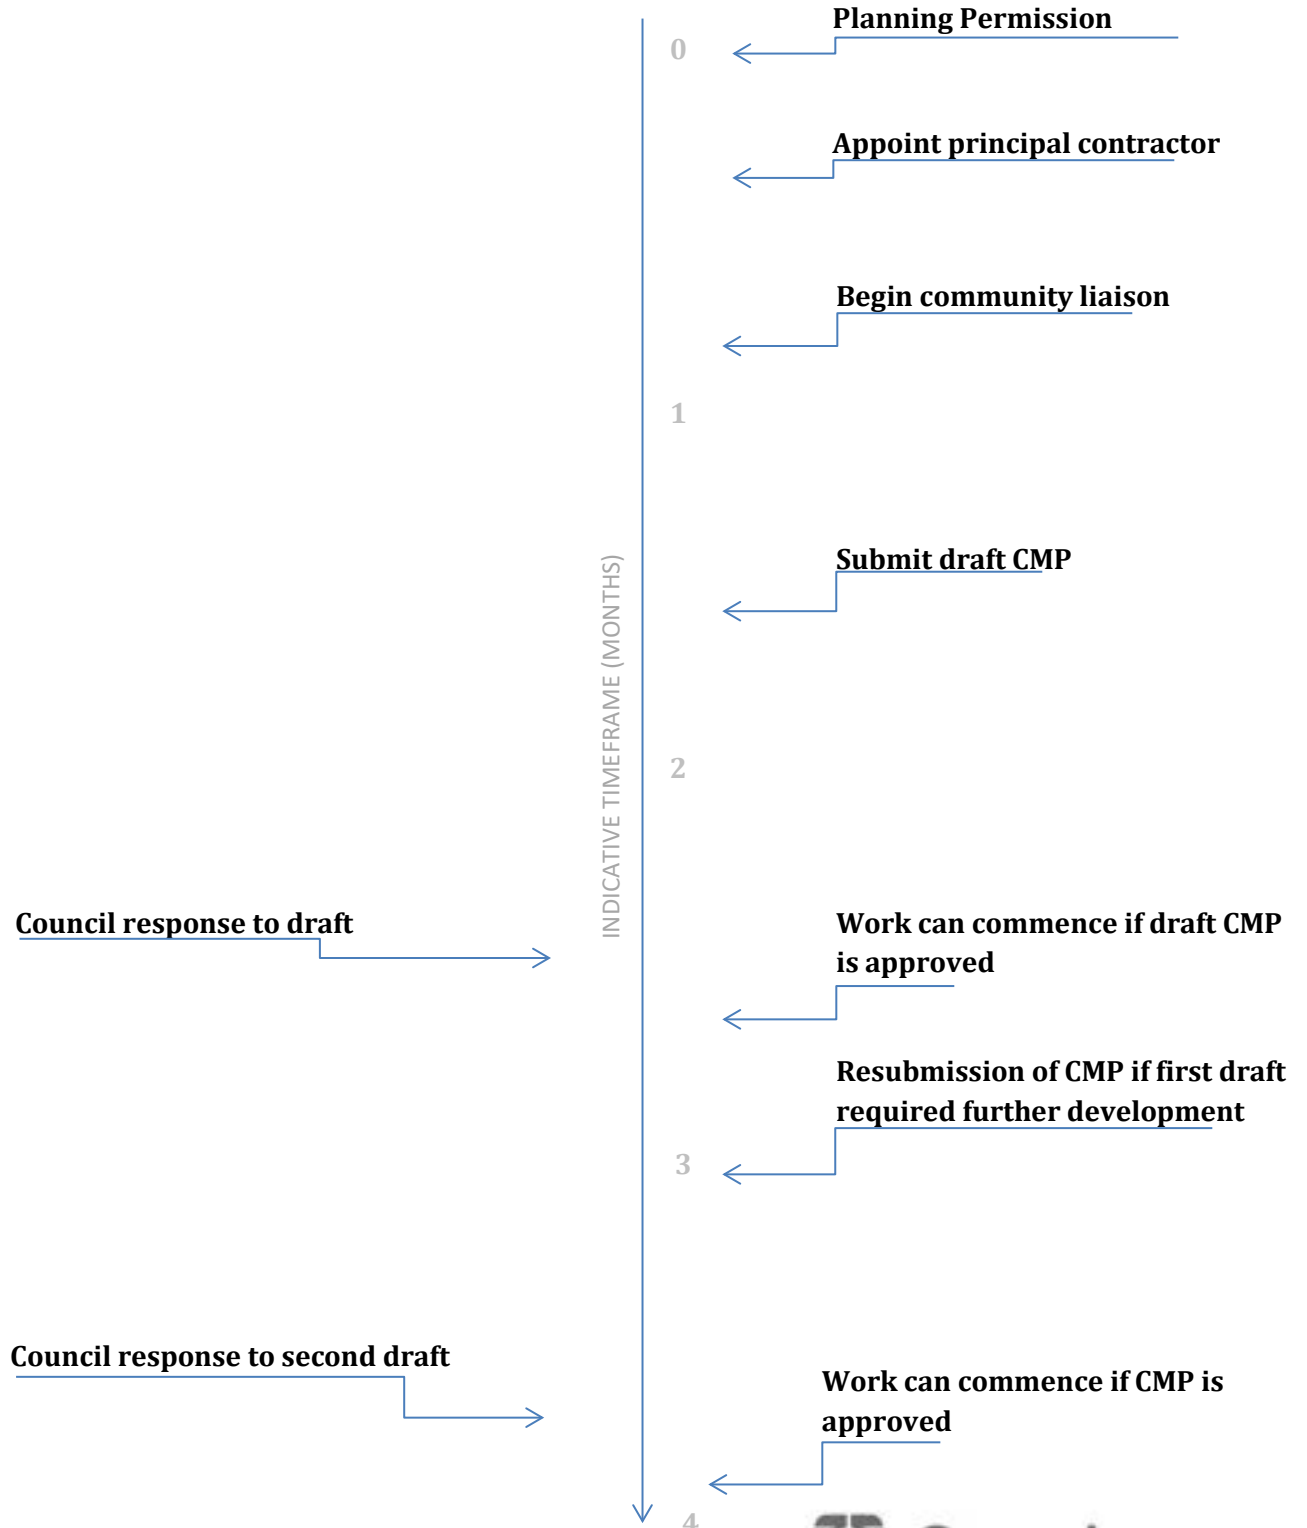 Planning Permission
0
Appoint principal contractor
Begin community liaison
1
Submit draft CMP
INDICATIVE TIMEFRAME (MONTHS)
2
Council response to draft
Work can commence if draft CMP
is approved
Resubmission of CMP if first draft
required further development
3
Council response to second draft
Work can commence if CMP is
approved
4